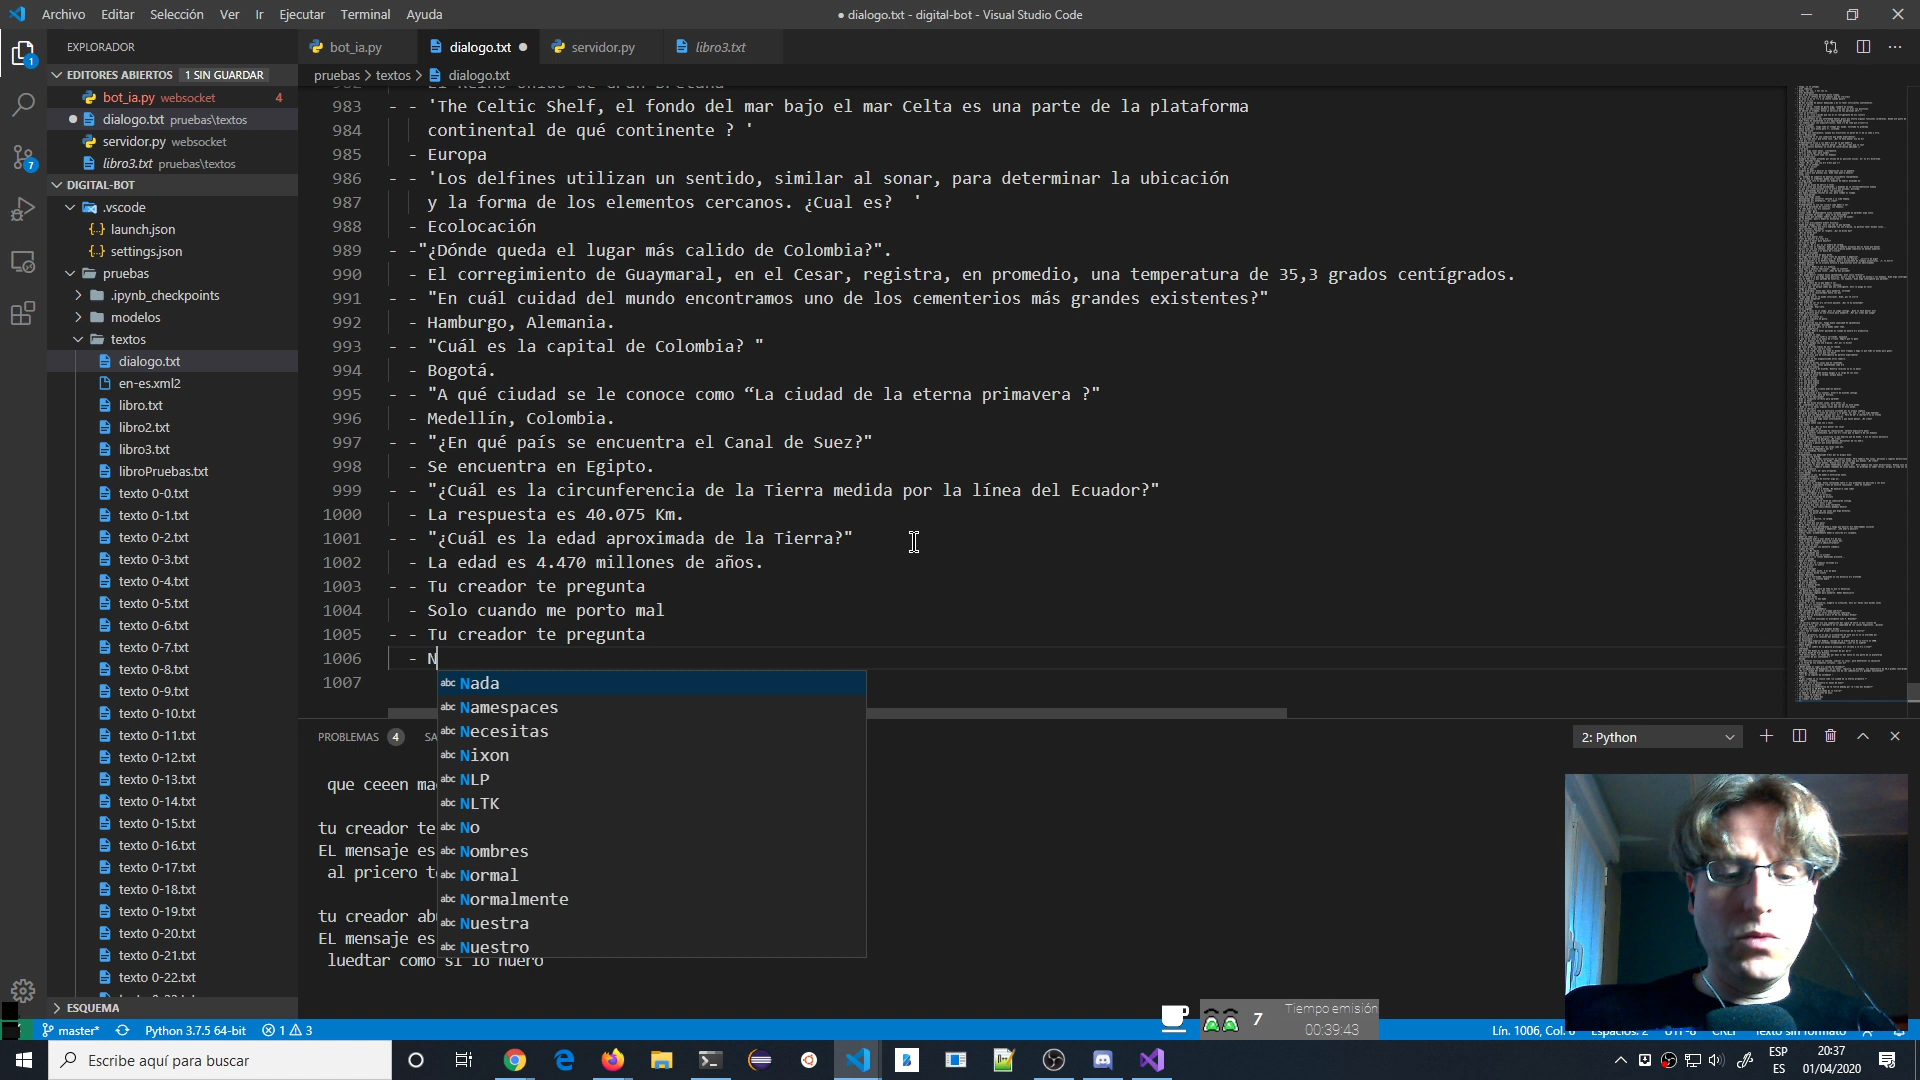 Archivo Editar Selección Ver Ir Ejecutar Terminal Ayuda
● dialogo.txt - digital-bot - Visual Studio Code
EXPLORADOR
bot_ia.py dialogo.txt ● servidor.py libro3.txt
EDITORES ABIERTOS 1 SIN GUARDAR
pruebas > textos > dialogo.txt
bot_ia.py websocket 4
dialogo.txt pruebas\textos
servidor.py websocket
libro3.txt pruebas\textos
DIGITAL-BOT
.vscode
launch.json
settings.json
pruebas
.ipynb_checkpoints
modelos
textos
dialogo.txt
en-es.xml2
libro.txt
libro2.txt
libro3.txt
libroPruebas.txt
texto 0-0.txt
texto 0-1.txt
texto 0-2.txt
texto 0-3.txt
texto 0-4.txt
texto 0-5.txt
texto 0-6.txt
texto 0-7.txt
texto 0-8.txt
texto 0-9.txt
texto 0-10.txt
texto 0-11.txt
texto 0-12.txt
texto 0-13.txt
texto 0-14.txt
texto 0-15.txt
texto 0-16.txt
texto 0-17.txt
texto 0-18.txt
texto 0-19.txt
texto 0-20.txt
texto 0-21.txt
texto 0-22.txt
ESQUEMA
983 - - 'The Celtic Shelf, el fondo del mar bajo el mar Celta es una parte de la plataforma
984 continental de qué continente ? '
985 - Europa
986 - - 'Los delfines utilizan un sentido, similar al sonar, para determinar la ubicación
987 y la forma de los elementos cercanos. ¿Cual es?  '
988 - Ecolocación
989 - -"¿Dónde queda el lugar más calido de Colombia?".
990 - El corregimiento de Guaymaral, en el Cesar, registra, en promedio, una temperatura de 35,3 grados centígrados.
991 - - "En cuál cuidad del mundo encontramos uno de los cementerios más grandes existentes?"
992 - Hamburgo, Alemania.
993 - - "Cuál es la capital de Colombia? "
994 - Bogotá.
995 - - "A qué ciudad se le conoce como “La ciudad de la eterna primavera ?"
996 - Medellín, Colombia.
997 - - "¿En qué país se encuentra el Canal de Suez?"
998 - Se encuentra en Egipto.
999 - - "¿Cuál es la circunferencia de la Tierra medida por la línea del Ecuador?"
1000 - La respuesta es 40.075 Km.
1001 - - "¿Cuál es la edad aproximada de la Tierra?"
1002 - La edad es 4.470 millones de años.
1003 - - Tu creador te pregunta
1004 - Solo cuando me porto mal
1005 - - Tu creador te pregunta
1006 - N
1007
abc Nada
abc Namespaces
abc Necesitas
abc Nixon
abc NLP
abc NLTK
abc No
abc Nombres
abc Normal
abc Normalmente
abc Nuestra
abc Nuestro
PROBLEMAS 4 SA
2: Python
que ceeen ma
tu creador te
EL mensaje es
al pricero t
tu creador ab
EL mensaje es
luedtar como si lo nuero
7 Tiempo emisión
00:39:43
master* Python 3.7.5 64-bit 1 3
Lín. 1006, Col. 6 Espacios: 2 UTF-8 CRLF Texto sin formato
Escribe aquí para buscar
ESP
ES
20:37
01/04/2020